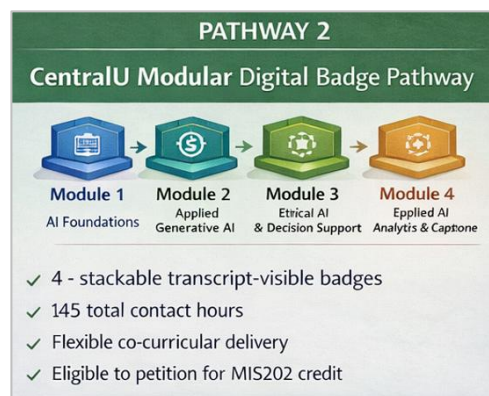 PATHWAY 2
CentralU Modular Digital Badge Pathway
Module 1
AI Foundations
Module 2
Applied
Generative AI
Module 3
Etrical AI
& Decision Support
Module 4
Epplied AI
Analytis & Captone
✓ 4 - stackable transcript-visible badges
✓ 145 total contact hours
✓ Flexible co-curricular delivery
✓ Eligible to petition for MIS202 credit